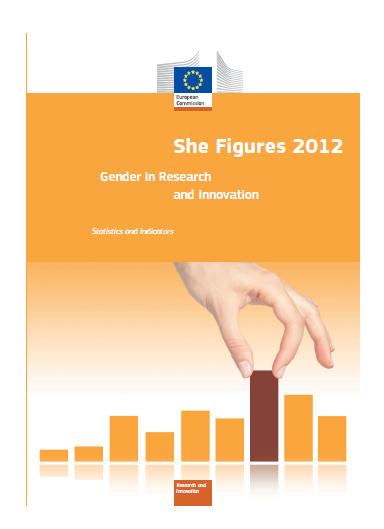 European
Commission
She Figures 2012
Gender in Research
and Innovation
Statistics and Indicators
Research and
Innovation